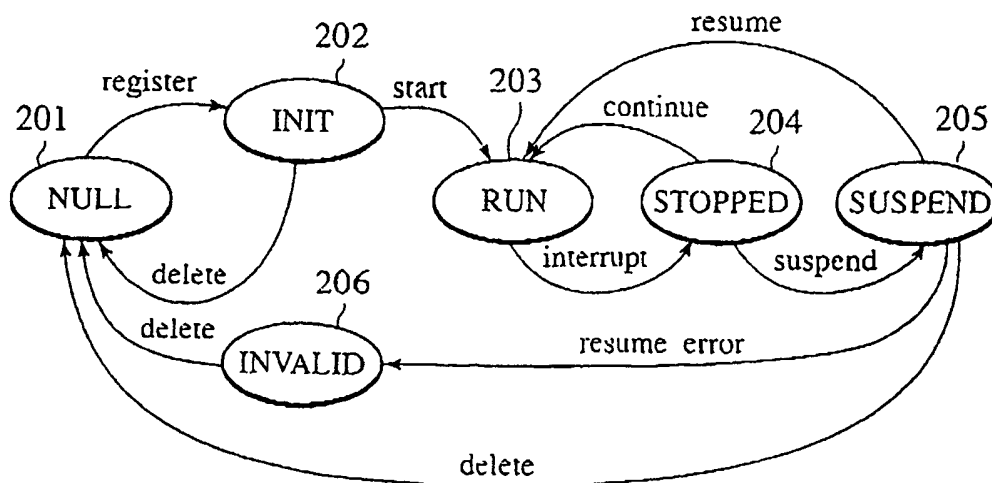 resume
202
register
start
203
continue
204
205
201
INIT
NULL
RUN
STOPPED
SUSPEND
delete
interrupt
suspend
206
delete
INVALID
resume error
delete